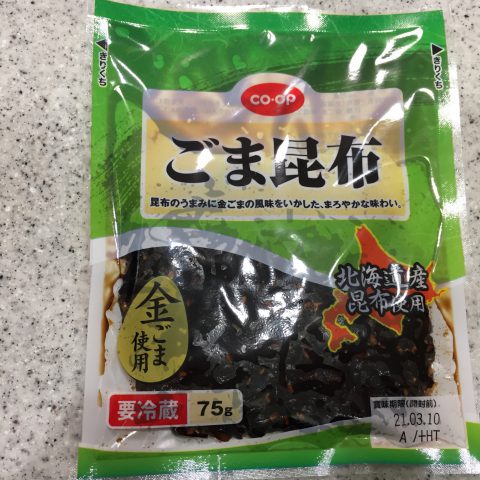 きりくち
きりくち
CO・OP
ごま昆布
昆布のうまみに金ごまの風味をいかした、まろやかな味わい。
北海道産
昆布使用
金ごま
使用
要冷蔵 75g
賞味期限(開封前)
21.03.10
A /+HT